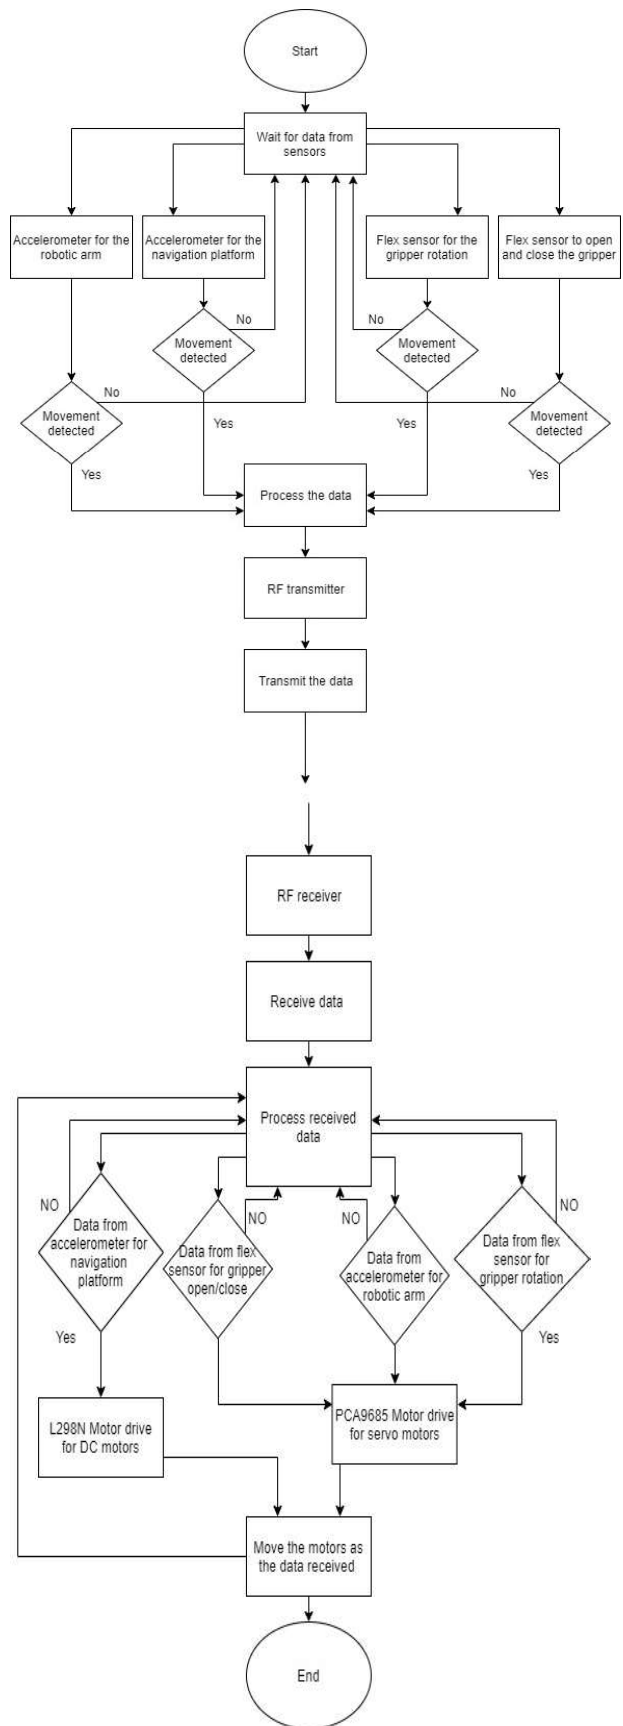 Start
Wait for data from
sensors
Accelerometer for the
robotic arm
Accelerometer for the
navigation platform
Flex sensor for the
gripper rotation
Flex sensor to open
and close the gripper
No
No
Movement
detected
Movement
detected
No
No
Movement
detected
Yes
Yes
Movement
detected
Yes
Yes
Process the data
RF transmitter
Transmit the data
RF receiver
Receive data
Process received
data
NO
NO
NO
NO
Data from
accelerometer for
navigation
platform
Data from flex
sensor for gripper
open/close
Data from
accelerometer for
robotic arm
Data from flex
sensor for
gripper rotation
Yes
Yes
L298N Motor drive
for DC motors
PCA9685 Motor drive
for servo motors
Move the motors as
the data received
End